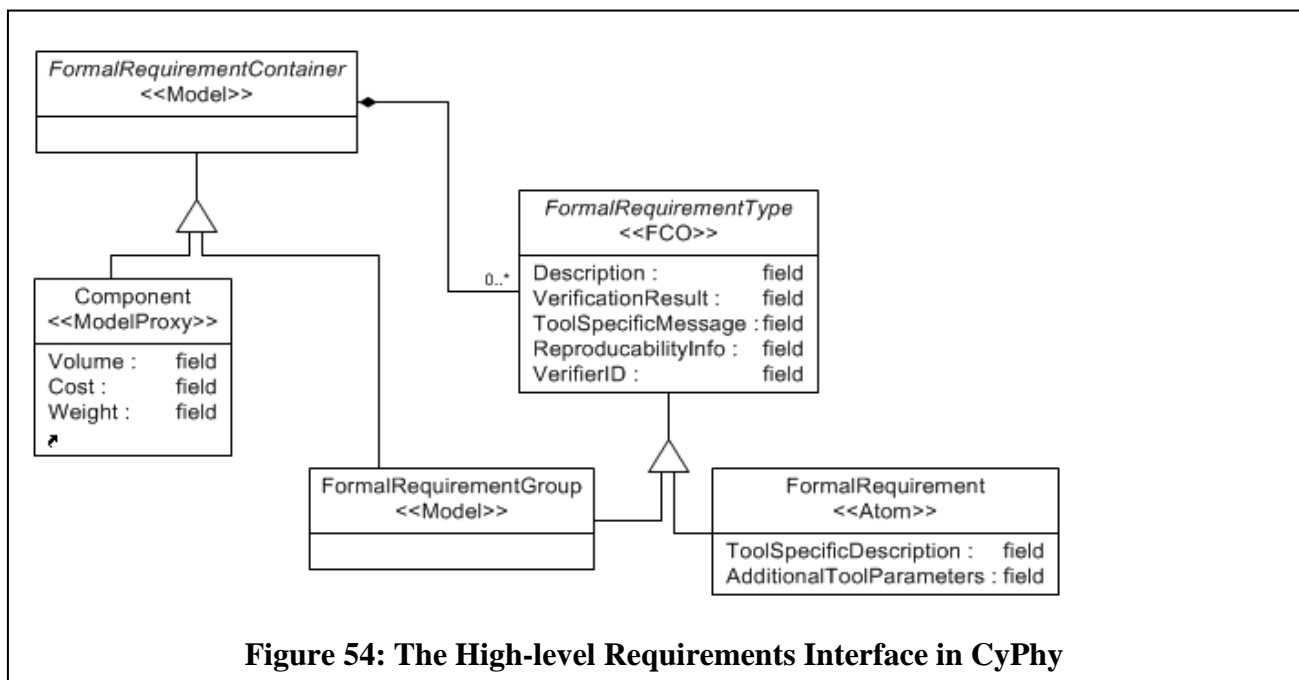 FormalRequirementContainer
<<Model>>
FormalRequirementType
<<FCO>>
0..*
Description : field
VerificationResult : field
ToolSpecificMessage : field
ReproducabilityInfo : field
VerifierID : field
Component
<<ModelProxy>>
Volume : field
Cost : field
Weight : field
FormalRequirementGroup
<<Model>>
FormalRequirement
<<Atom>>
ToolSpecificDescription : field
AdditionalToolParameters : field
Figure 54: The High-level Requirements Interface in CyPhy